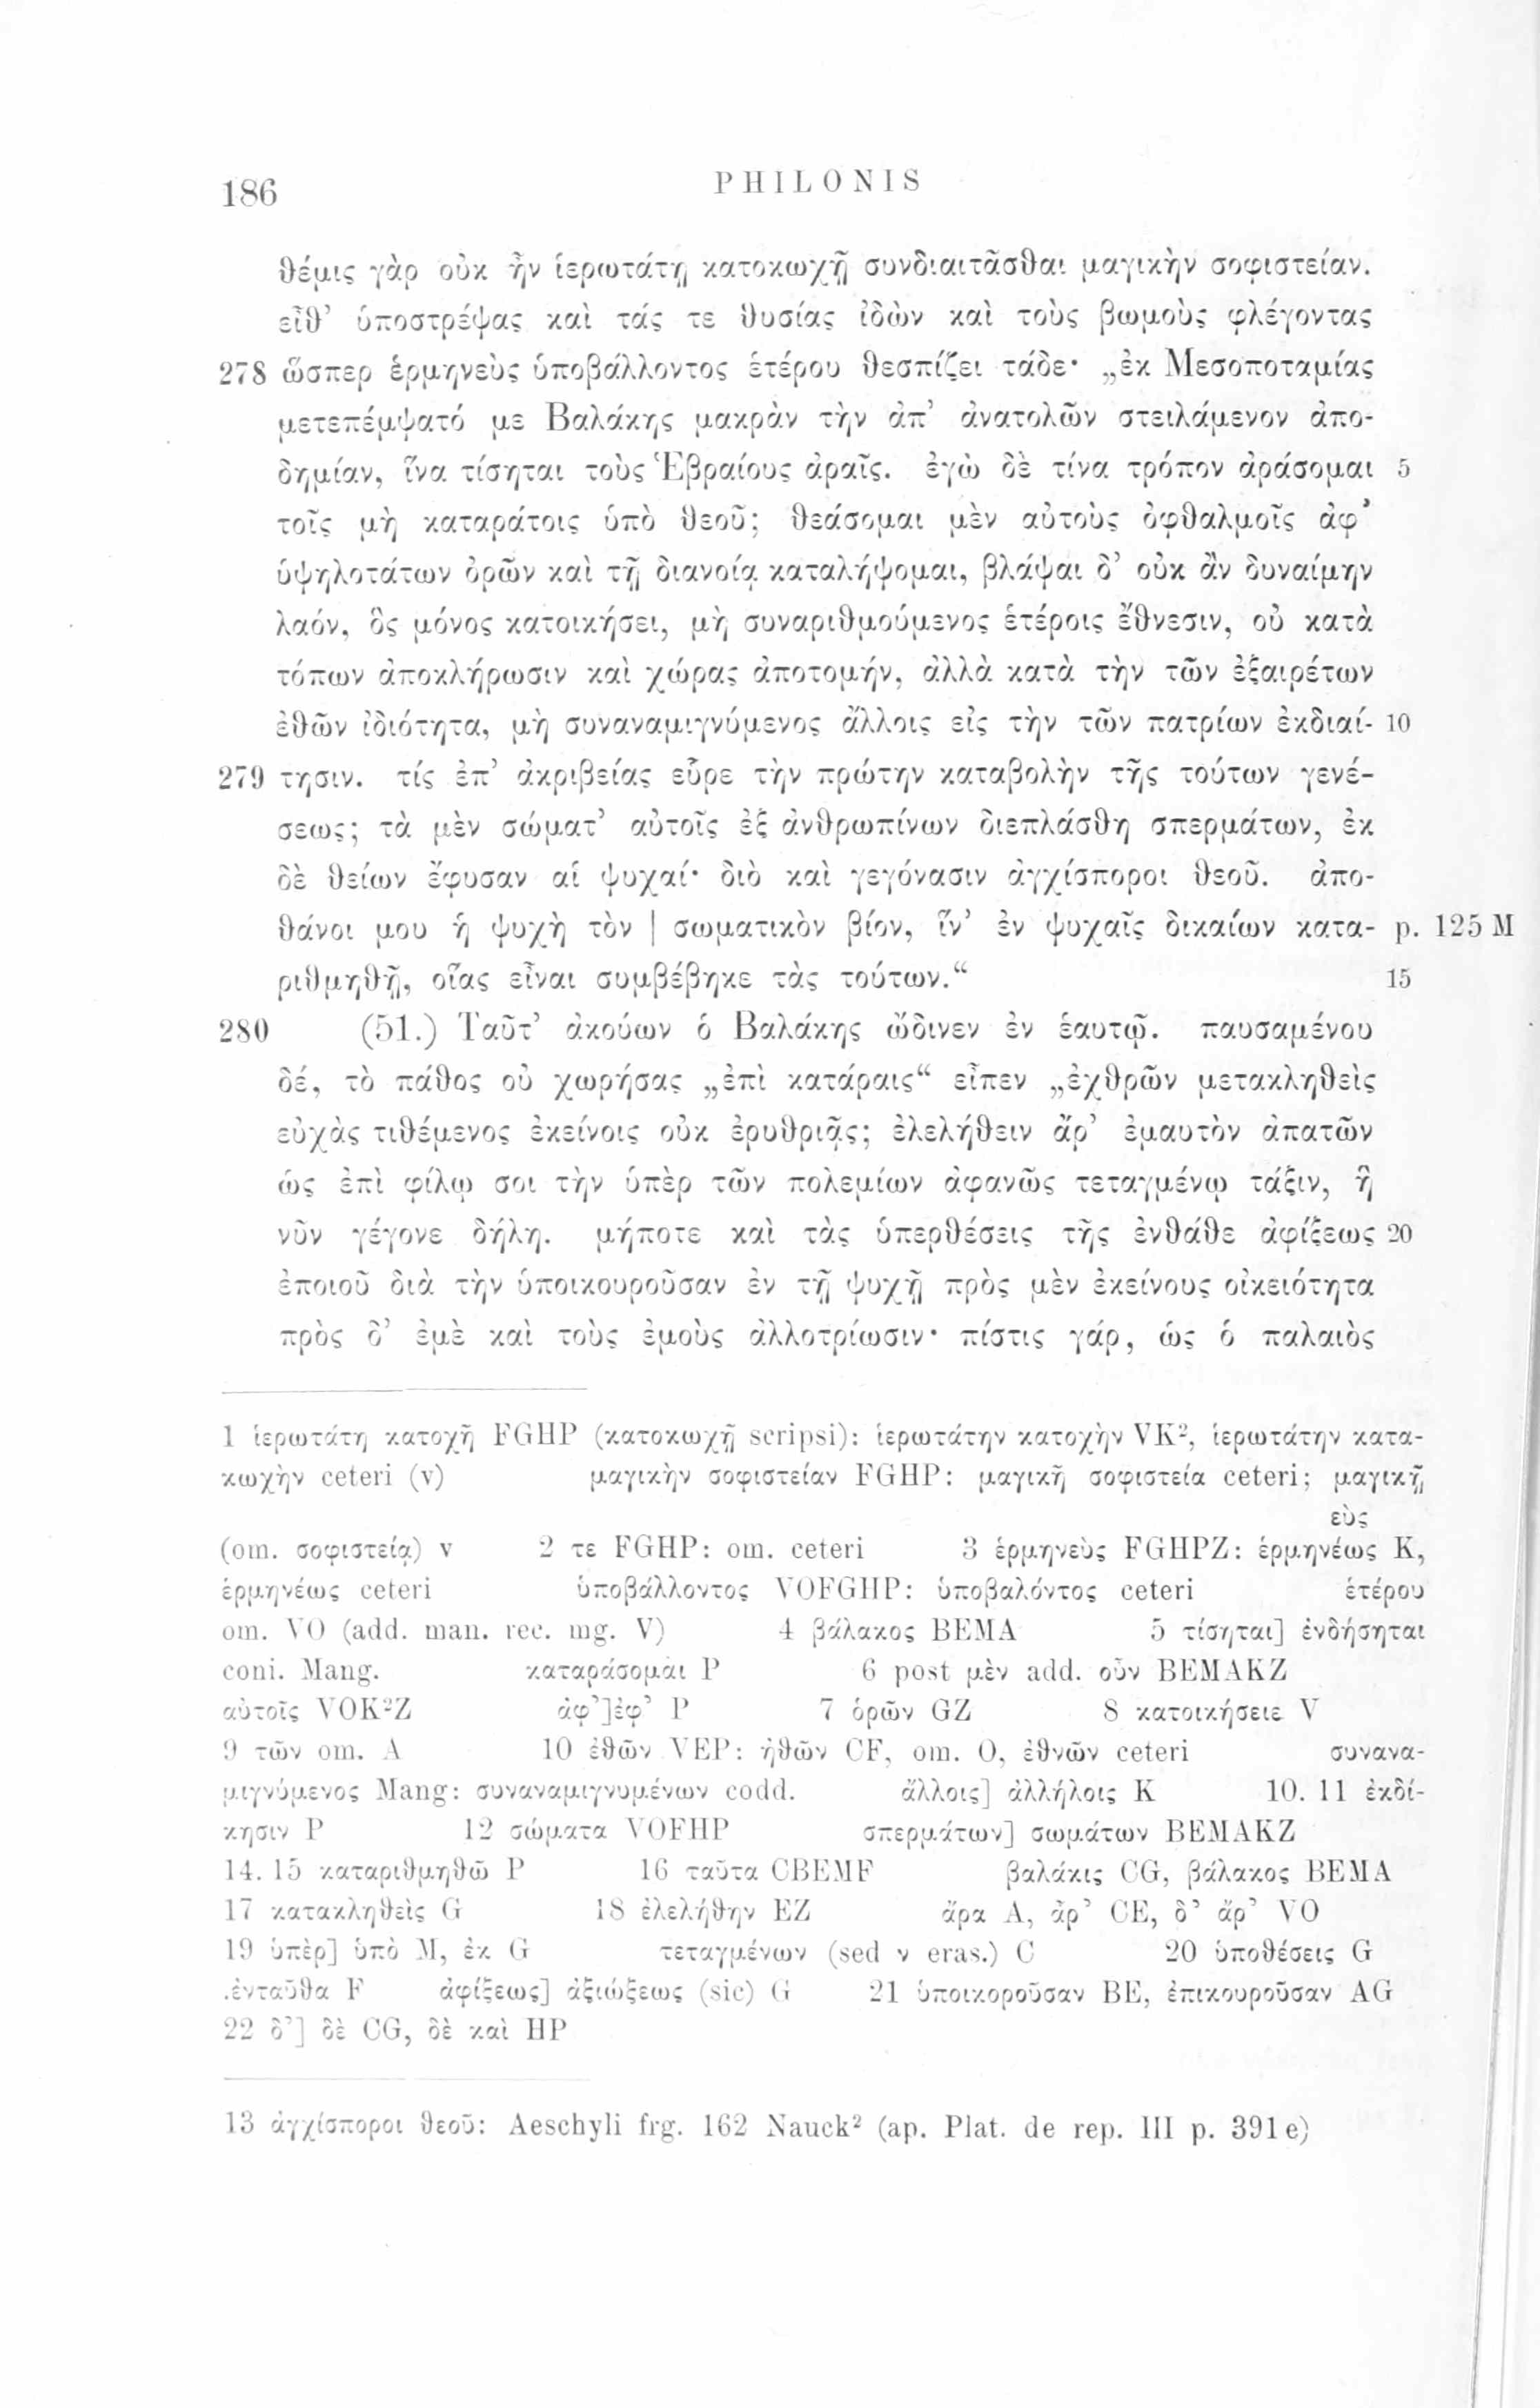 186
PHILONIS
θέμις γὰρ οὐκ ἦν ἱερωτάτῃ κατοκωχῇ συνδιαιτᾶσθαι μαγικὴν σοφιστείαν.
εἶθ’ ὑποστρέψας καὶ τάς τε θυσίας ἰδὼν καὶ τοὺς βωμοὺς φλέγοντας
278 ὥσπερ ἑρμηνεὺς ὑποβάλλοντος ἑτέρου θεσπίζει τάδε· „ἐκ Μεσοποταμίας
μετεπέμψατό με Βαλάκης μακρὰν τὴν ἀπ’ ἀνατολῶν στειλάμενον ἀπο-
δημίαν, ἵνα τίσηται τοὺς Ἑβραίους ἀραῖς. ἐγὼ δὲ τίνα τρόπον ἀράσομαι 5
τοῖς μὴ καταράτοις ὑπὸ θεοῦ; θεάσομαι μὲν αὐτοὺς ὀφθαλμοῖς ἀφ’
ὑψηλοτάτων ὀρῶν καὶ τῇ διανοίᾳ καταλήψομαι, βλάψαι δ’ οὐκ ἂν δυναίμην
λαόν, ὃς μόνος κατοικήσει, μὴ συναριθμούμενος ἑτέροις ἔθνεσιν, οὐ κατὰ
τόπων ἀποκλήρωσιν καὶ χώρας ἀποτομήν, ἀλλὰ κατὰ τὴν τῶν ἐξαιρέτων
ἐθῶν ἰδιότητα, μὴ συναναμιγνύμενος ἄλλοις εἰς τὴν τῶν πατρίων ἐκδιαί- 10
279 τησιν. τίς ἐπ’ ἀκριβείας εὗρε τὴν πρώτην καταβολὴν τῆς τούτων γενέ-
σεως; τὰ μὲν σώματ’ αὐτοῖς ἐξ ἀνθρωπίνων διεπλάσθη σπερμάτων, ἐκ
δὲ θείων ἔφυσαν αἱ ψυχαί· διὸ καὶ γεγόνασιν ἀγχίσποροι θεοῦ. ἀπο-
θάνοι μου ἡ ψυχὴ τὸν | σωματικὸν βίον, ἵν’ ἐν ψυχαῖς δικαίων κατα- p. 125 M
ριθμηθῇ, οἵας εἶναι συμβέβηκε τὰς τούτων.“ 15
280 (51.) Ταῦτ’ ἀκούων ὁ Βαλάκης ὤδινεν ἐν ἑαυτῷ. παυσαμένου
δέ, τὸ πάθος οὐ χωρήσας „ἐπὶ κατάραις“ εἶπεν „ἐχθρῶν μετακληθεὶς
εὐχὰς τιθέμενος ἐκείνοις οὐκ ἐρυθριᾷς; ἐλελήθειν ἄρ’ ἐμαυτὸν ἀπατῶν
ὡς ἐπὶ φίλῳ σοι τὴν ὑπὲρ τῶν πολεμίων ἀφανῶς τεταγμένῳ τάξιν, ἣ
νῦν γέγονε δήλη. μήποτε καὶ τὰς ὑπερθέσεις τῆς ἐνθάδε ἀφίξεως 20
ἐποιοῦ διὰ τὴν ὑποικουροῦσαν ἐν τῇ ψυχῇ πρὸς μὲν ἐκείνους οἰκειότητα
πρὸς δ’ ἐμὲ καὶ τοὺς ἐμοὺς ἀλλοτρίωσιν· πίστις γάρ, ὡς ὁ παλαιὸς
1 ἱερωτάτη κατοχῆ FGHP (κατοκωχῇ scripsi): ἱερωτάτην κατοχὴν VK², ἱερωτάτην κατα-
κωχὴν ceteri (v) μαγικὴν σοφιστείαν FGHP: μαγικῆ σοφιστεία ceteri; μαγικῇ
εὺς
(om. σοφιστείᾳ) v 2 τε FGHP: om. ceteri 3 ἑρμηνεὺς FGHPZ: ἑρμηνέως K,
ἑρμηνέως ceteri ὑποβάλλοντος VOFGHP: ὑποβαλόντος ceteri ἑτέρου
om. VO (add. man. rec. mg. V) 4 βάλακος BEMA 5 τίσηται] ἐνδήσηται
coni. Mang. καταράσομαι P 6 post μὲν add. οὖν BEMAKZ
αὐτοῖς VOK²Z ἀφ’]ἐφ’ P 7 ὁρῶν GZ 8 κατοικήσειε V
9 τῶν om. A 10 ἐθῶν VEP: ἠθῶν CF, om. O, ἐθνῶν ceteri συνανα-
μιγνύμενος Mang: συναναμιγνυμένων codd. ἄλλοις] ἀλλήλοις K 10. 11 ἐκδί-
κησιν P 12 σώματα VOFHP σπερμάτων] σωμάτων BEMAKZ
14. 15 καταριθμηθῶ P 16 ταῦτα CBEMF βαλάκις CG, βάλακος BEMA
17 κατακληθεὶς G 18 ἐλελήθην EZ ἄρα A, ἀρ’ CE, δ’ ἄρ’ VO
19 ὑπὲρ] ὑπὸ M, ἐκ G τεταγμένων (sed ν eras.) C 20 ὑποθέσεις G
ἐνταῦθα F ἀφίξεως] ἀξιώξεως (sic) G 21 ὑποικοροῦσαν BE, ἐπικουροῦσαν AG
22 δ’] δὲ CG, δὲ καὶ HP
13 ἀγχίσποροι θεοῦ: Aeschyli frg. 162 Nauck² (ap. Plat. de rep. III p. 391 e)